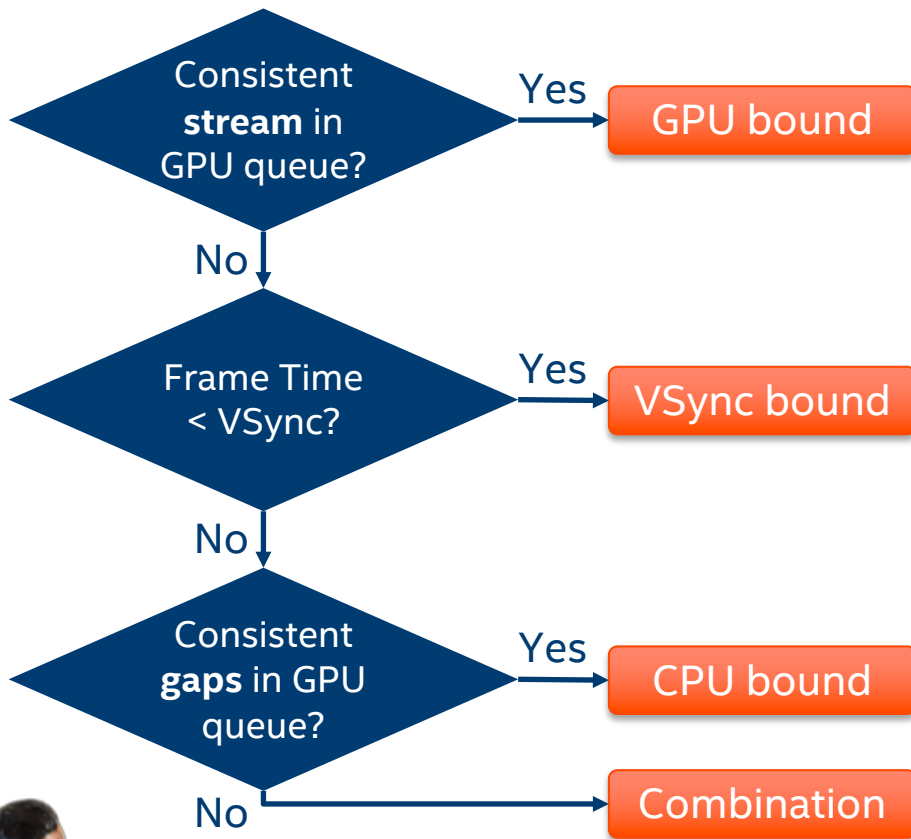 Consistent
stream in
GPU queue?
Yes
GPU bound
No
Frame Time
< VSync?
Yes
VSync bound
No
Consistent
gaps in GPU
queue?
Yes
CPU bound
No
Combination